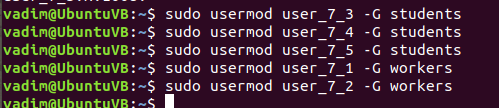 vadim@UbuntuVB:~$ sudo usermod user_7_3 -G students
vadim@UbuntuVB:~$ sudo usermod user_7_4 -G students
vadim@UbuntuVB:~$ sudo usermod user_7_5 -G students
vadim@UbuntuVB:~$ sudo usermod user_7_1 -G workers
vadim@UbuntuVB:~$ sudo usermod user_7_2 -G workers
vadim@UbuntuVB:~$